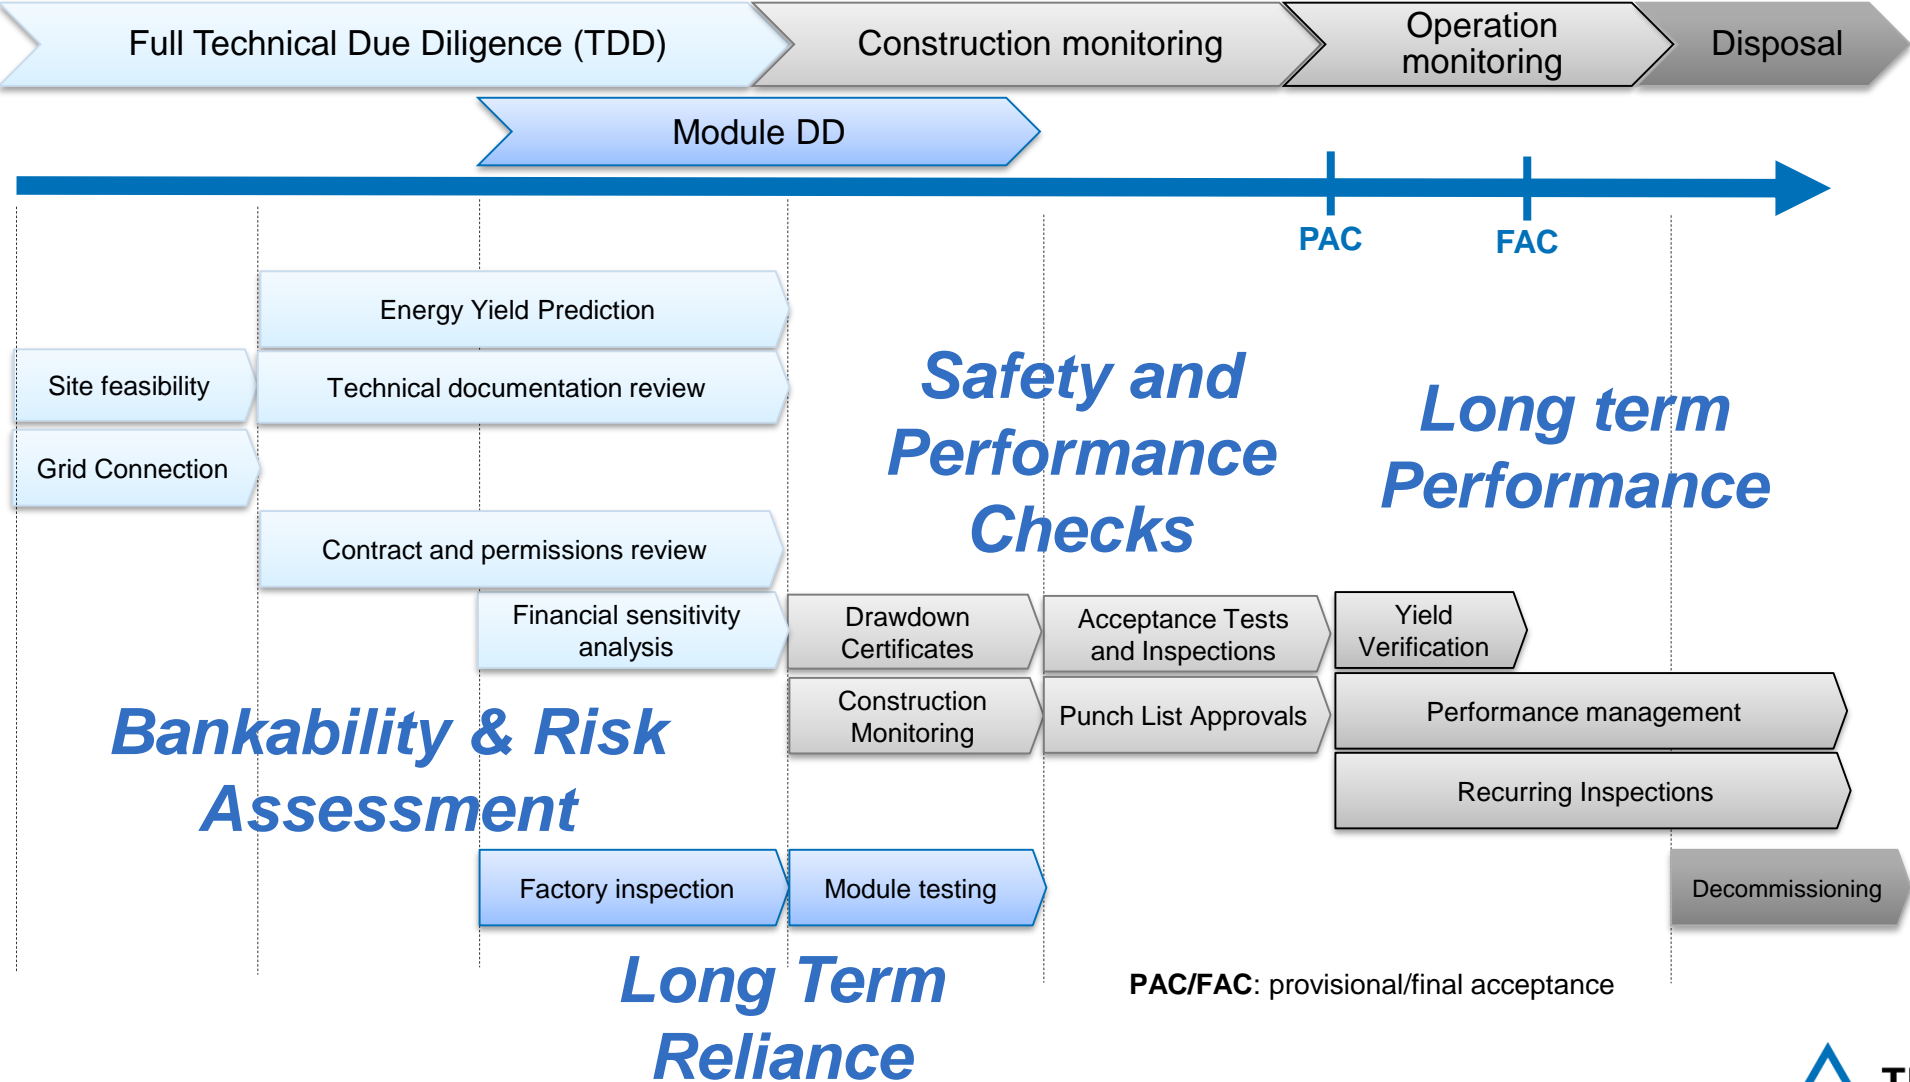 Full Technical Due Diligence (TDD)
Construction monitoring
Operation
monitoring
Disposal
Module DD
PAC
FAC
Energy Yield Prediction
Site feasibility
Technical documentation review
Grid Connection
Safety and
Performance
Checks
Long term
Performance
Contract and permissions review
Financial sensitivity
analysis
Drawdown
Certificates
Acceptance Tests
and Inspections
Yield
Verification
Construction
Monitoring
Punch List Approvals
Performance management
Bankability & Risk
Assessment
Recurring Inspections
Factory inspection
Module testing
Decommissioning
Long Term
Reliance
PAC/FAC: provisional/final acceptance